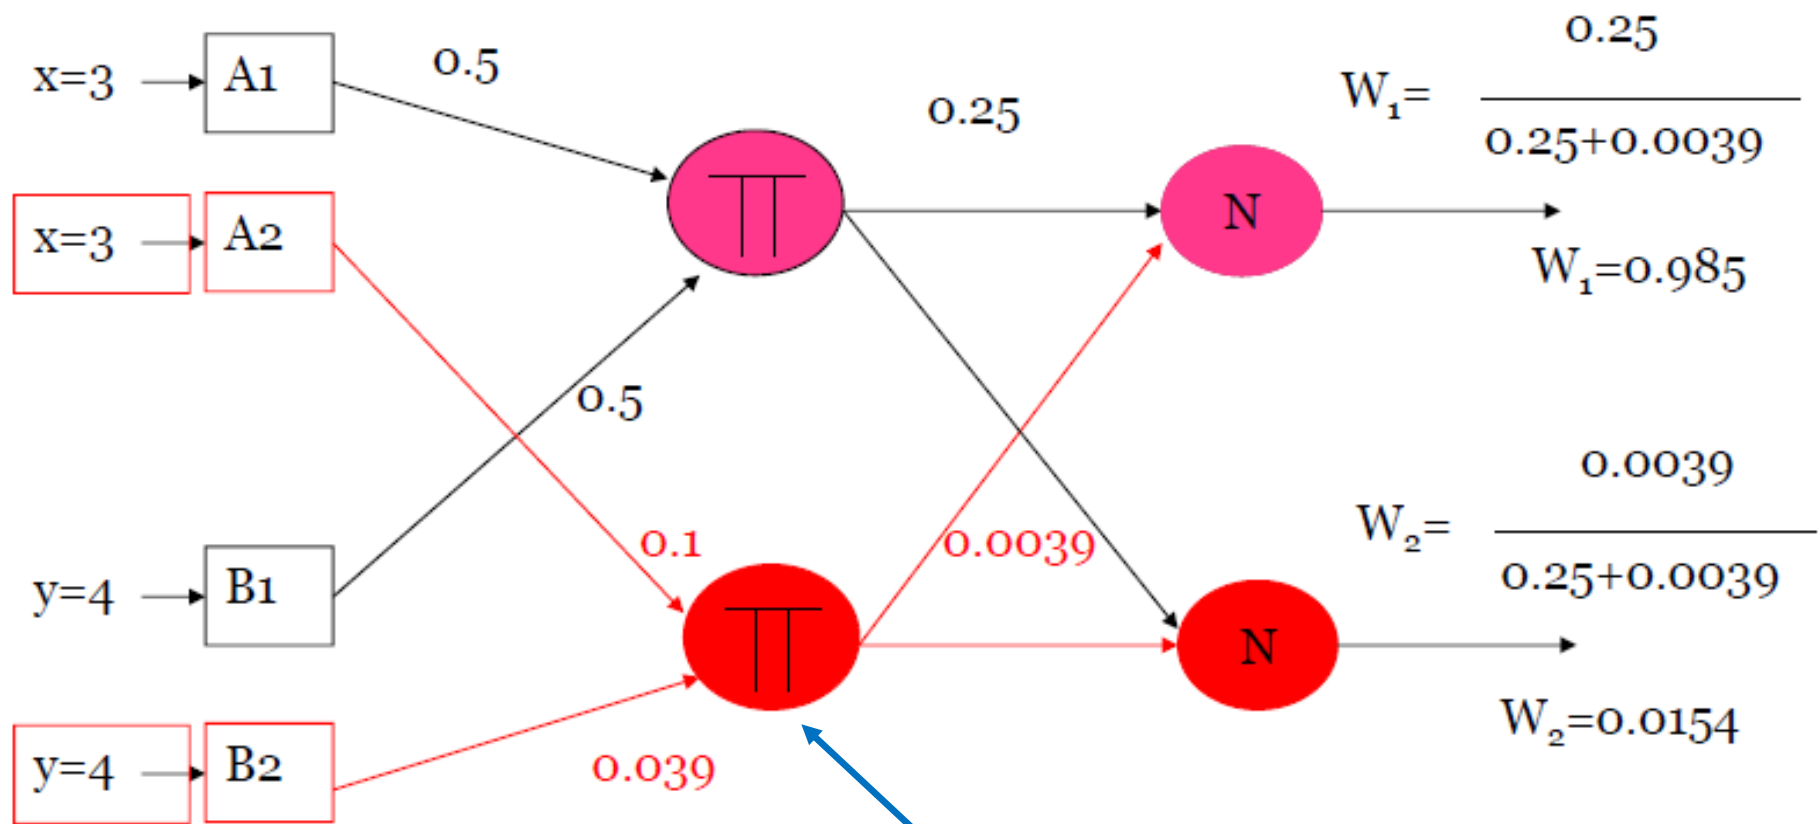 x=3 A1
0.5
0.25
W₁= 0.25
0.25+0.0039
∏
N
x=3 A2
W₁=0.985
0.5
0.0039
W₂=
0.1
0.0039
0.25+0.0039
y=4 B1
∏
N
W₂=0.0154
y=4 B2
0.039